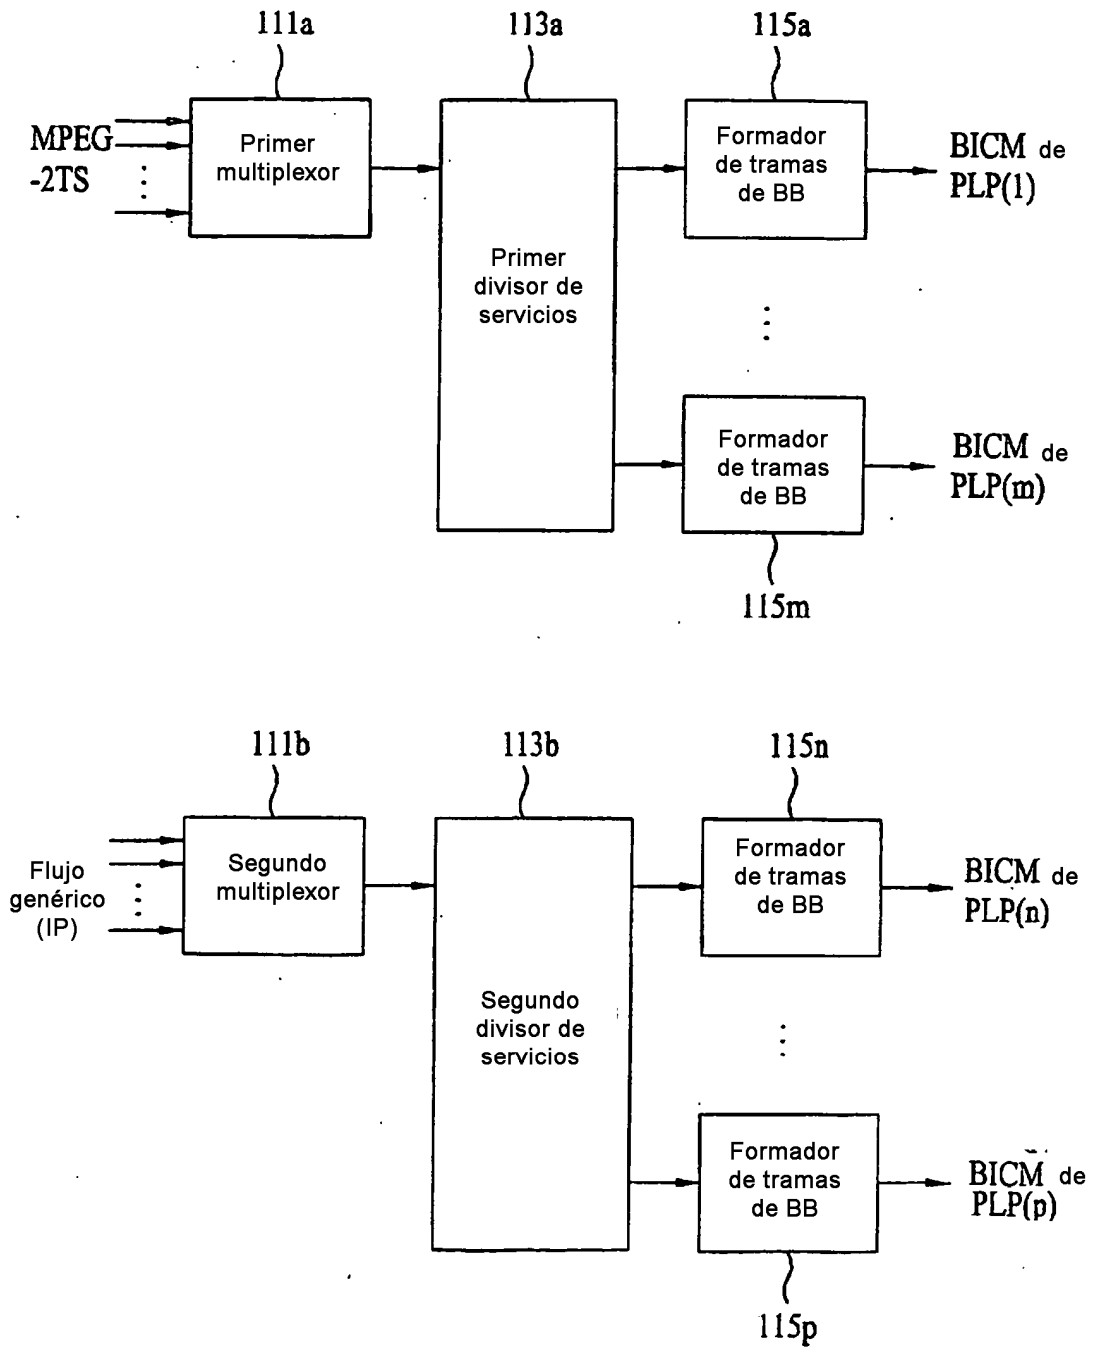 111a
113a
115a
MPEG
-2TS
Primer
multiplexor
Primer
divisor de
servicios
Formador
de tramas
de BB
BICM de
PLP(1)
Formador
de tramas
de BB
BICM de
PLP(m)
115m
111b
113b
115n
Flujo
genérico
(IP)
Segundo
multiplexor
Segundo
divisor de
servicios
Formador
de tramas
de BB
BICM de
PLP(n)
Formador
de tramas
de BB
BICM de
PLP(p)
115p